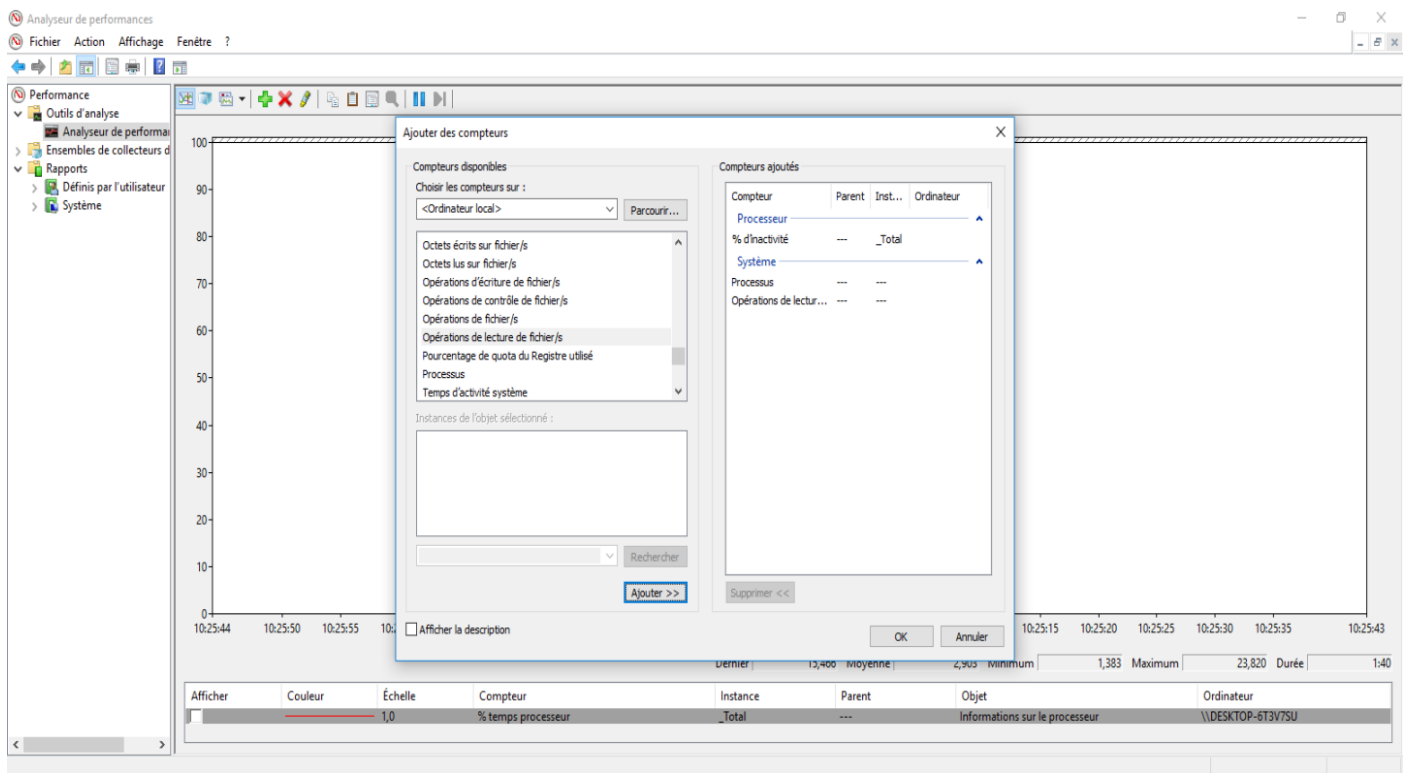 Analyseur de performances
Fichier Action Affichage Fenêtre ?
Performance
Outils d'analyse
Analyseur de performa
Ensembles de collecteurs d
Rapports
Définis par l'utilisateur
Système
100
90
80
70
60
50
40
30
20
10
0
10:25:44 10:25:50 10:25:55 10:2
10:25:15 10:25:20 10:25:25 10:25:30 10:25:35 10:25:43
Ajouter des compteurs
Compteurs disponibles
Choisir les compteurs sur :
<Ordinateur local> Parcourir...
Octets écrits sur fichier/s
Octets lus sur fichier/s
Opérations d'écriture de fichier/s
Opérations de contrôle de fichier/s
Opérations de fichier/s
Opérations de lecture de fichier/s
Pourcentage de quota du Registre utilisé
Processus
Temps d'activité système
Instances de l'objet sélectionné :
Rechercher
Ajouter >>
Afficher la description
Compteurs ajoutés
Compteur Parent Inst... Ordinateur
Processeur
% d'inactivité --- _Total
Système
Processus --- ---
Opérations de lectur... --- ---
Supprimer <<
OK Annuler
Dernier 15,466 Moyenne 2,903 Minimum 1,383 Maximum 23,820 Durée 1:40
Afficher Couleur Échelle Compteur Instance Parent Objet Ordinateur
1,0 % temps processeur _Total --- Informations sur le processeur \\DESKTOP-6T3V7SU